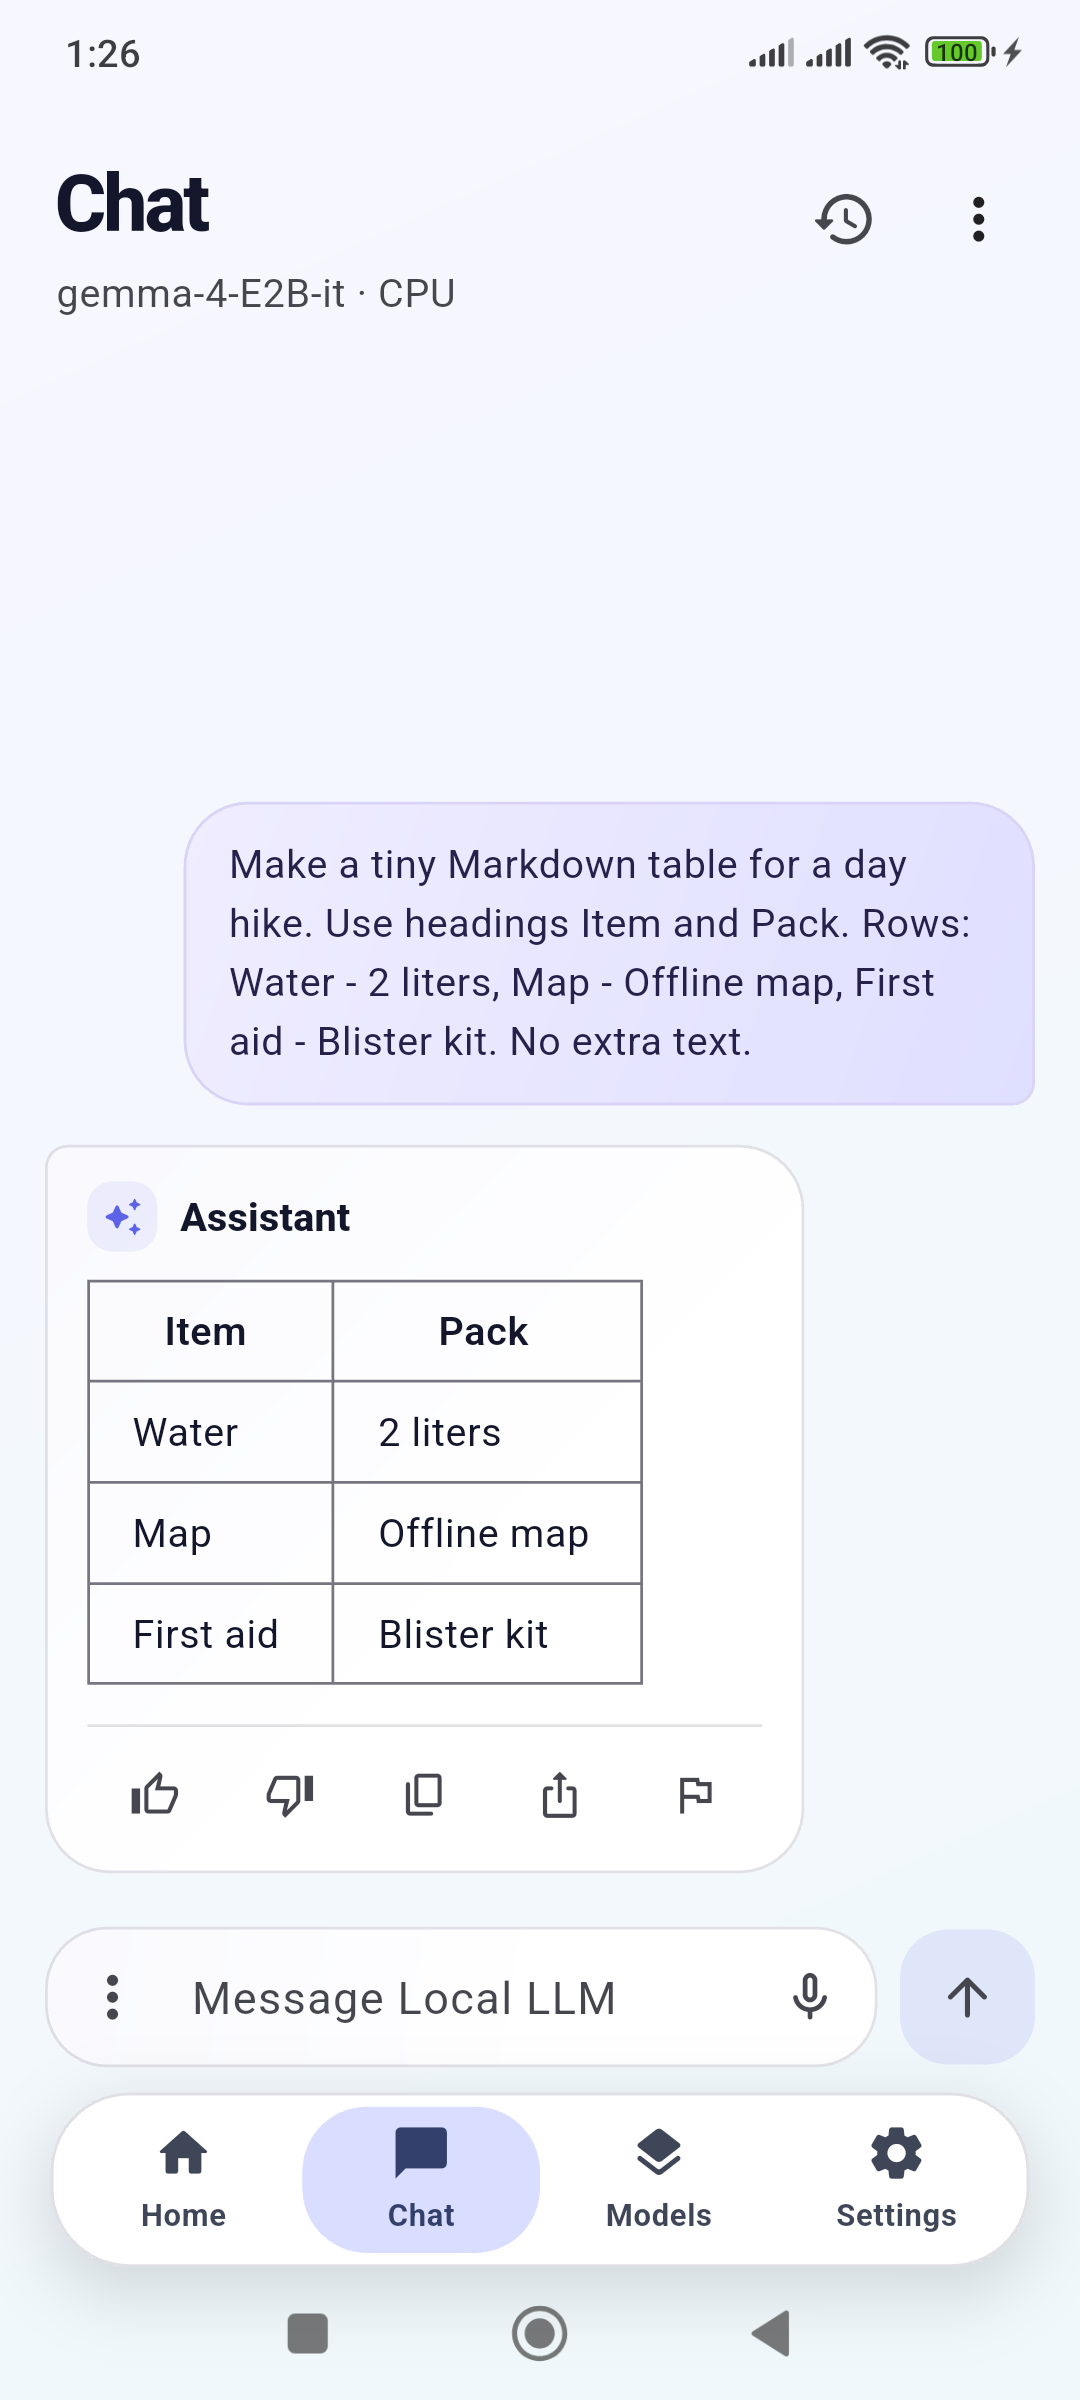 1:26
100
Chat
gemma-4-E2B-it · CPU
Make a tiny Markdown table for a day
hike. Use headings Item and Pack. Rows:
Water - 2 liters, Map - Offline map, First
aid - Blister kit. No extra text.
Assistant
Item Pack
Water 2 liters
Map Offline map
First aid Blister kit
Message Local LLM
Home Chat Models Settings